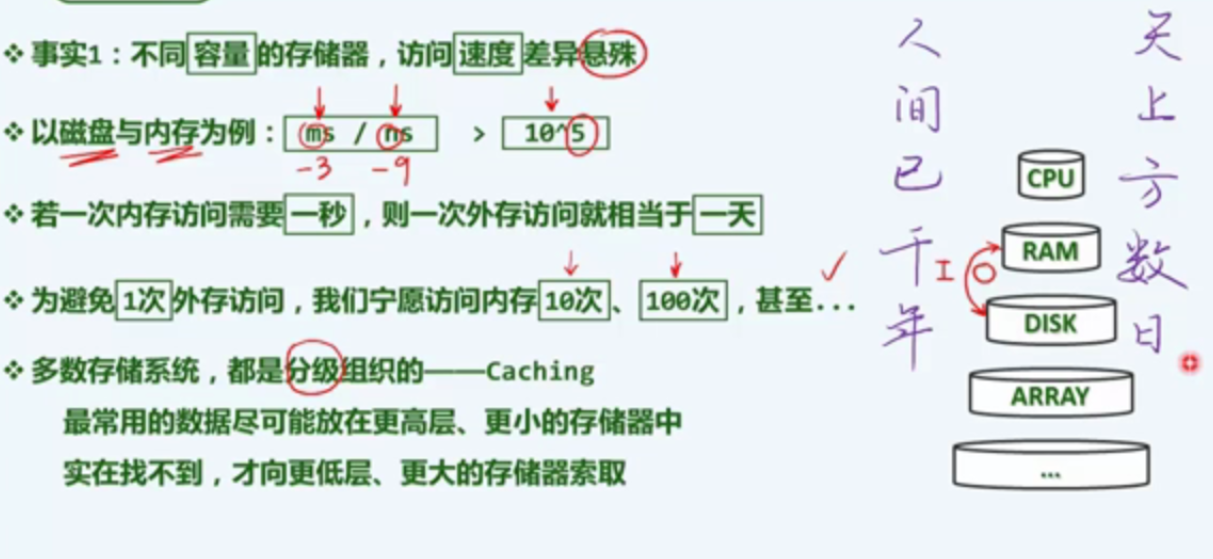 ❖ 事实1：不同容量的存储器，访问速度差异悬殊
❖ 以磁盘与内存为例： ms / ns > 10^5
-3 -9
❖ 若一次内存访问需要一秒，则一次外存访问就相当于一天
❖ 为避免1次外存访问，我们宁愿访问内存10次、100次，甚至...
❖ 多数存储系统，都是分级组织的——Caching
最常用的数据尽可能放在更高层、更小的存储器中
实在找不到，才向更低层、更大的存储器索取
天上方数日
人间已千年
CPU
RAM
IO
DISK
ARRAY
...